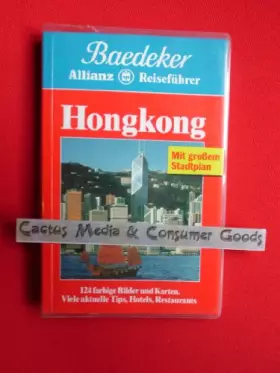 Baedeker
Allianz Reiseführer
Hongkong
Mit großem
Stadtplan
Cactus Media & Consumer Goods
124 farbige Bilder und Karten.
Viele aktuelle Tips, Hotels, Restaurants